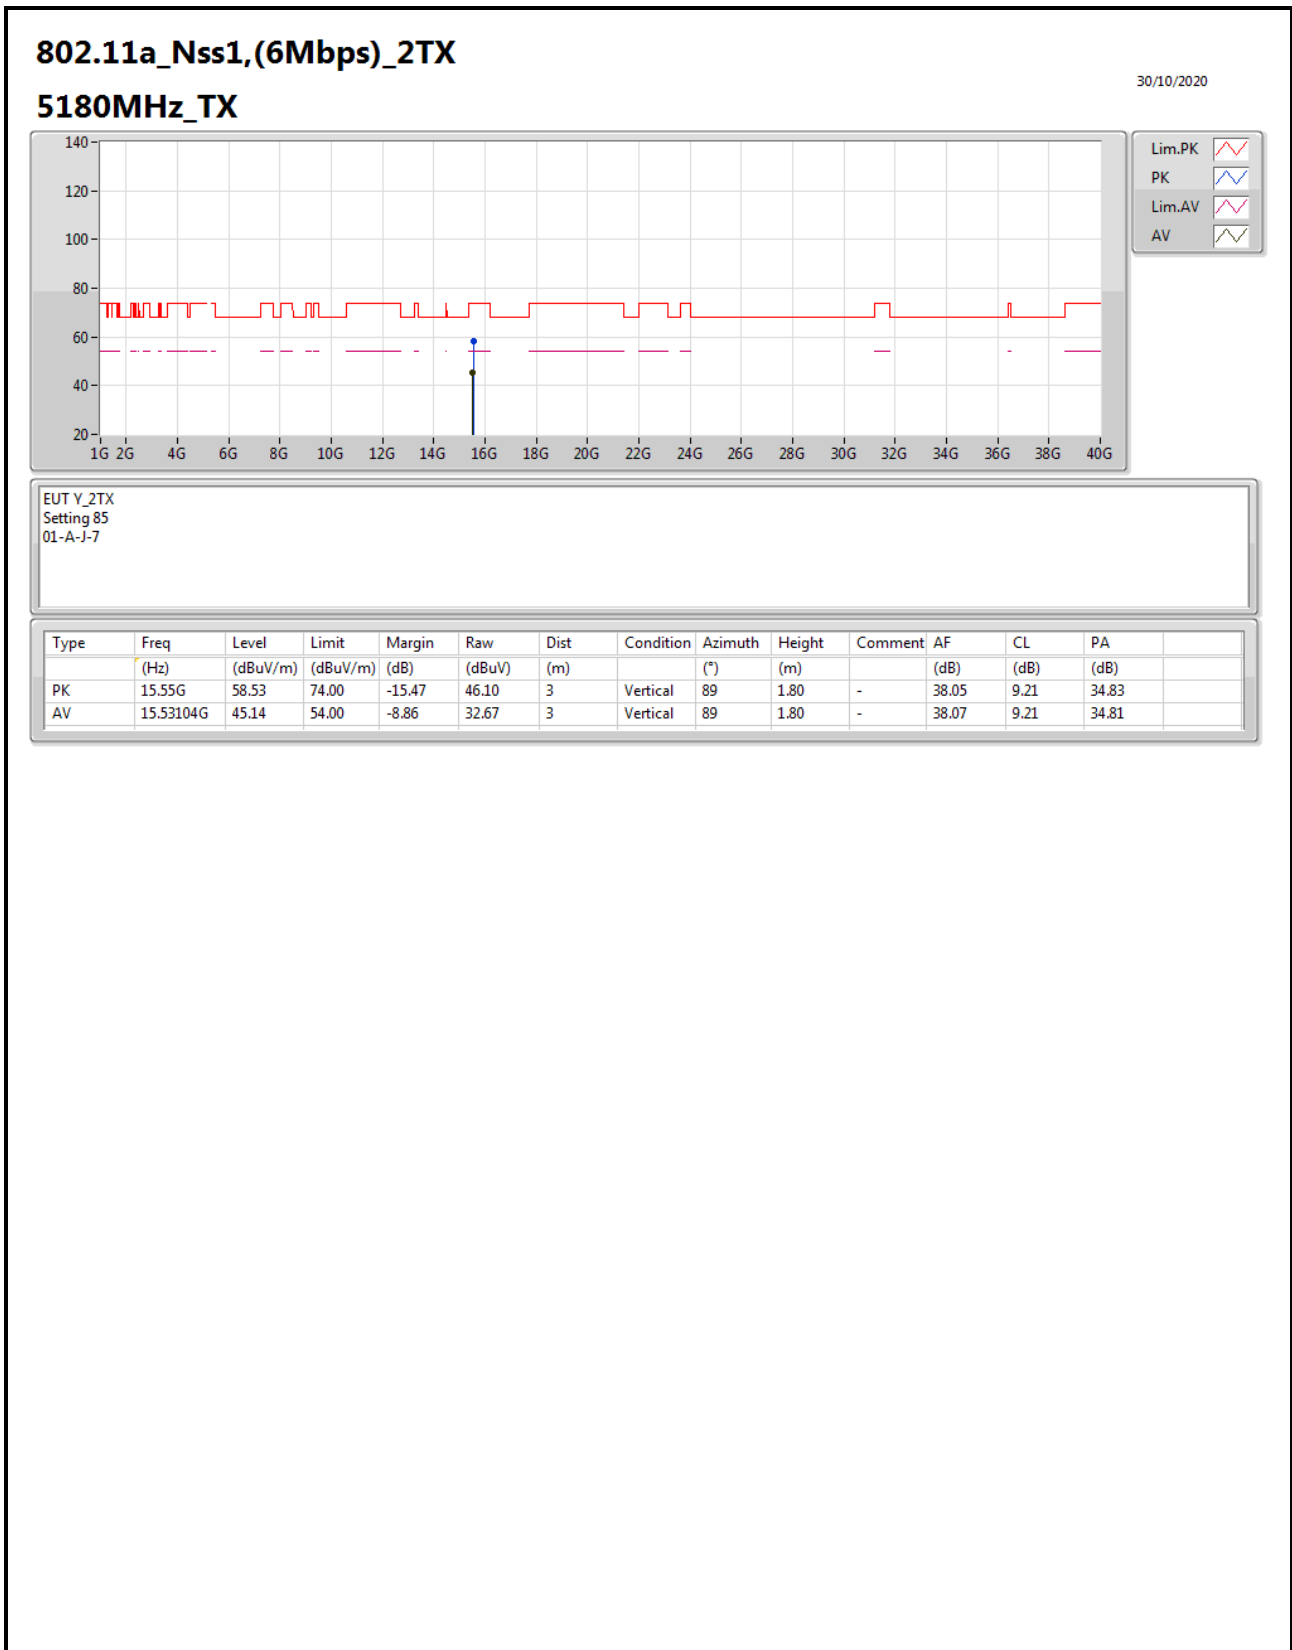 802.11a_Nss1,(6Mbps)_2TX
30/10/2020
5180MHz_TX
140
120
100
80
60
40
20
1G 2G 4G 6G 8G 10G 12G 14G 16G 18G 20G 22G 24G 26G 28G 30G 32G 34G 36G 38G 40G
Lim.PK
PK
Lim.AV
AV
EUT Y_2TX
Setting 85
01-A-J-7
Type Freq Level Limit Margin Raw Dist Condition Azimuth Height Comment AF CL PA
(Hz) (dBuV/m) (dBuV/m) (dB) (dBuV) (m) (°) (m) (dB) (dB) (dB)
PK 15.55G 58.53 74.00 -15.47 46.10 3 Vertical 89 1.80 - 38.05 9.21 34.83
AV 15.53104G 45.14 54.00 -8.86 32.67 3 Vertical 89 1.80 - 38.07 9.21 34.81